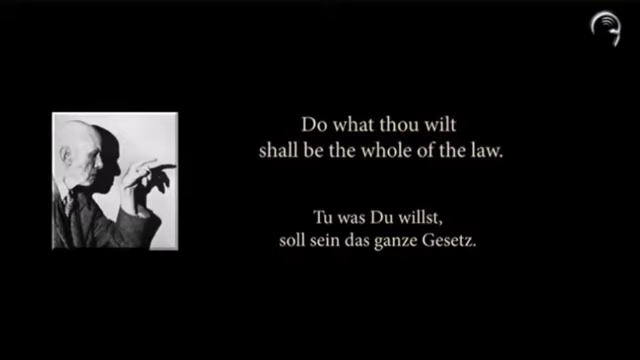 Do what thou wilt
shall be the whole of the law.
Tu was Du willst,
soll sein das ganze Gesetz.